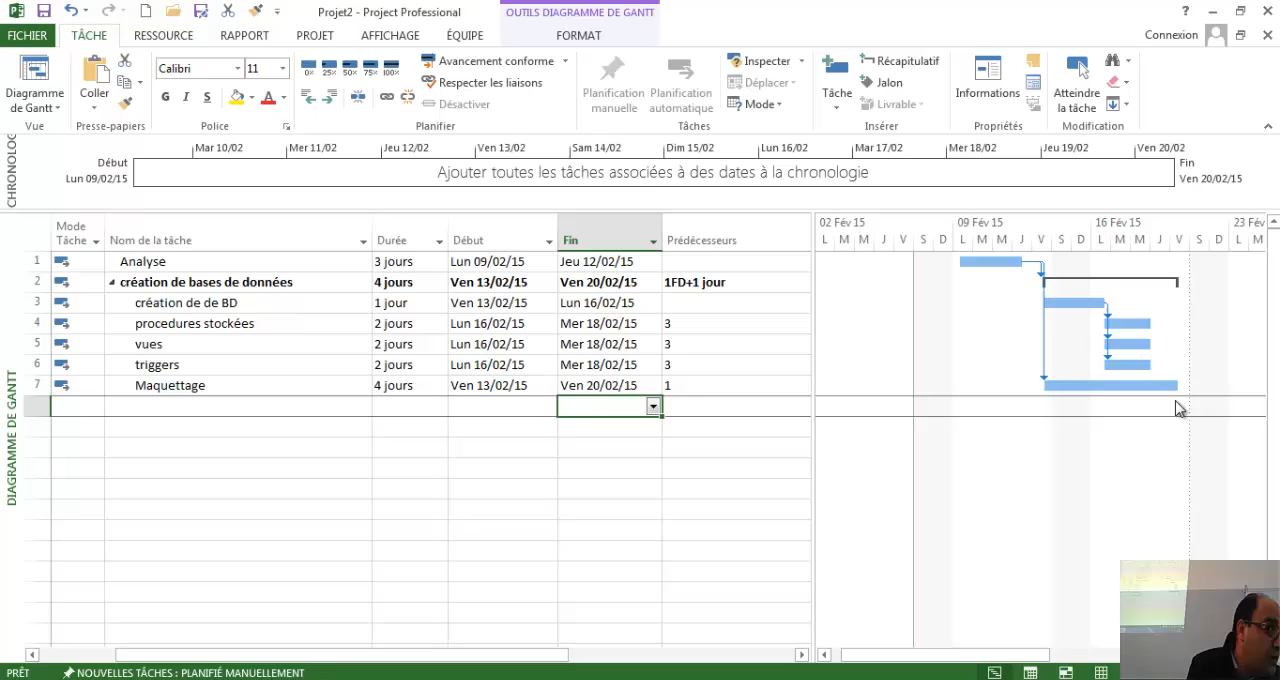 Projet2 - Project Professional
OUTILS DIAGRAMME DE GANTT
FICHIER TÂCHE RESSOURCE RAPPORT PROJET AFFICHAGE ÉQUIPE FORMAT Connexion
Diagramme de Gantt
Vue
Coller
Presse-papiers
Calibri 11
G I S
Police
0% 25% 50% 75% 100%
Avancement conforme
Respecter les liaisons
Désactiver
Planifier
Planification manuelle
Planification automatique
Inspecter
Déplacer
Mode
Tâches
Tâche
Récapitulatif
Jalon
Livrable
Insérer
Informations
Propriétés
Atteindre la tâche
Modification
Mar 10/02 Mer 11/02 Jeu 12/02 Ven 13/02 Sam 14/02 Dim 15/02 Lun 16/02 Mar 17/02 Mer 18/02 Jeu 19/02 Ven 20/02
Début
Lun 09/02/15
Ajouter toutes les tâches associées à des dates à la chronologie
Fin
Ven 20/02/15
Mode Tâche Nom de la tâche Durée Début Fin Prédécesseurs
02 Fév 15 09 Fév 15 16 Fév 15 23 Fév
L M M J V S D L M M J V S D L M M J V S D L M
1 Analyse 3 jours Lun 09/02/15 Jeu 12/02/15
2 création de bases de données 4 jours Ven 13/02/15 Ven 20/02/15 1FD+1 jour
3 création de de BD 1 jour Ven 13/02/15 Lun 16/02/15
4 procedures stockées 2 jours Lun 16/02/15 Mer 18/02/15 3
5 vues 2 jours Lun 16/02/15 Mer 18/02/15 3
6 triggers 2 jours Lun 16/02/15 Mer 18/02/15 3
7 Maquettage 4 jours Ven 13/02/15 Ven 20/02/15 1
DIAGRAMME DE GANTT
PRÊT NOUVELLES TÂCHES : PLANIFIÉ MANUELLEMENT